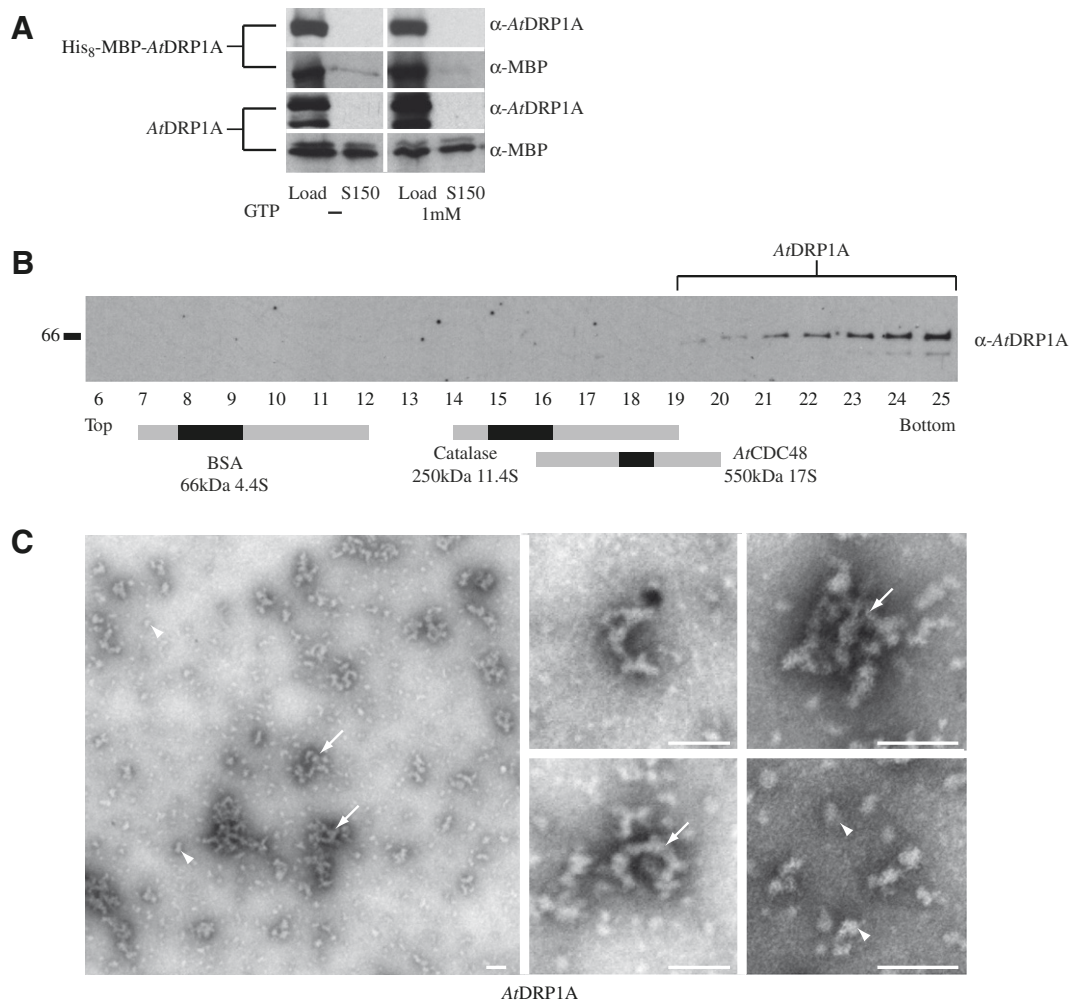 A
His8-MBP-AtDRP1A
α-AtDRP1A
α-MBP
AtDRP1A
α-AtDRP1A
α-MBP
Load S150 Load S150
GTP – 1mM
B
AtDRP1A
66
α-AtDRP1A
6 7 8 9 10 11 12 13 14 15 16 17 18 19 20 21 22 23 24 25
Top Bottom
BSA
66kDa 4.4S
Catalase
250kDa 11.4S
AtCDC48
550kDa 17S
C
AtDRP1A